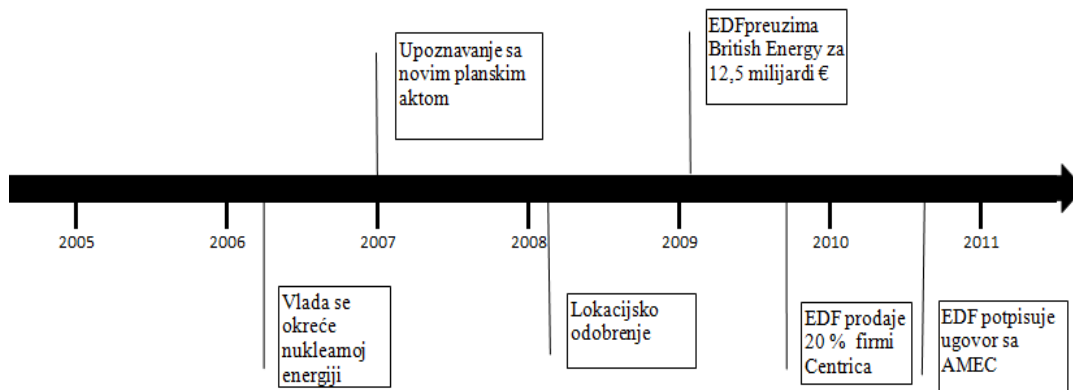 Upoznavanje sa
novim planskim
aktom
EDFpreuzima
British Energy za
12,5 milijardi €
2005
2006
2007
2008
2009
2010
2011
Vlada se
okreće
nukleamoj
energiji
Lokacijsko
odobrenje
EDF prodaje
20 % firmi
Centrica
EDF potpisuje
ugovor sa
AMEC